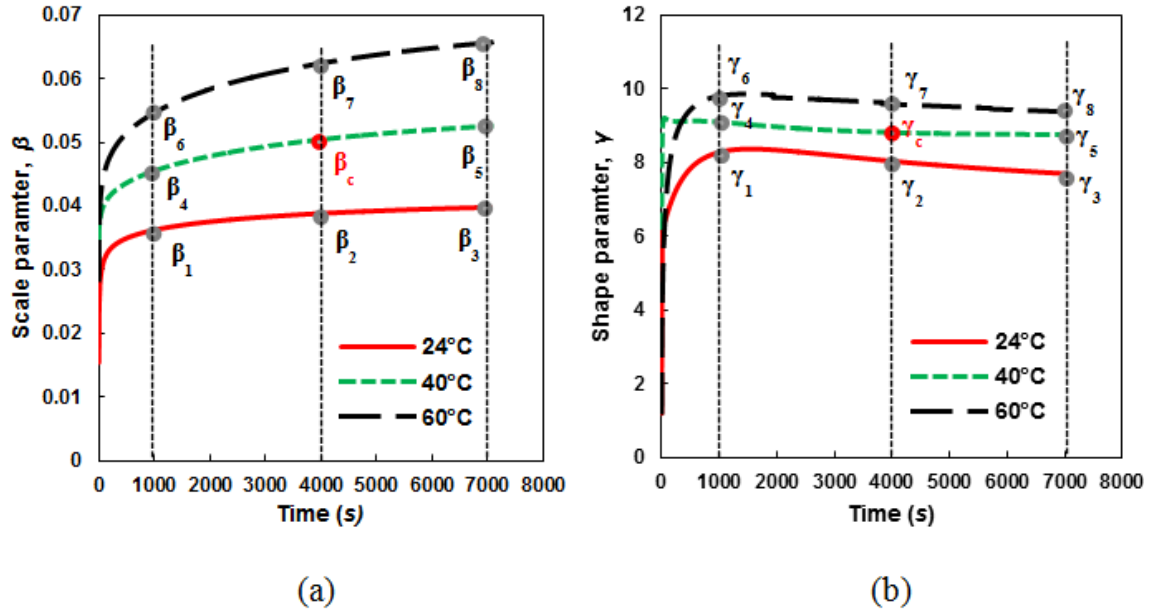 0.07
0.06
0.05
0.04
0.03
0.02
0.01
0
Scale paramter, β
β₆
β₇
β₈
β₄
β_c
β₅
β₁
β₂
β₃
24°C
40°C
60°C
0 1000 2000 3000 4000 5000 6000 7000 8000
Time (s)
(a)
12
10
8
6
4
2
0
Shape paramter, γ
γ₆
γ₇
γ₈
γ₄
γ_c
γ₅
γ₁
γ₂
γ₃
24°C
40°C
60°C
0 1000 2000 3000 4000 5000 6000 7000 8000
Time (s)
(b)